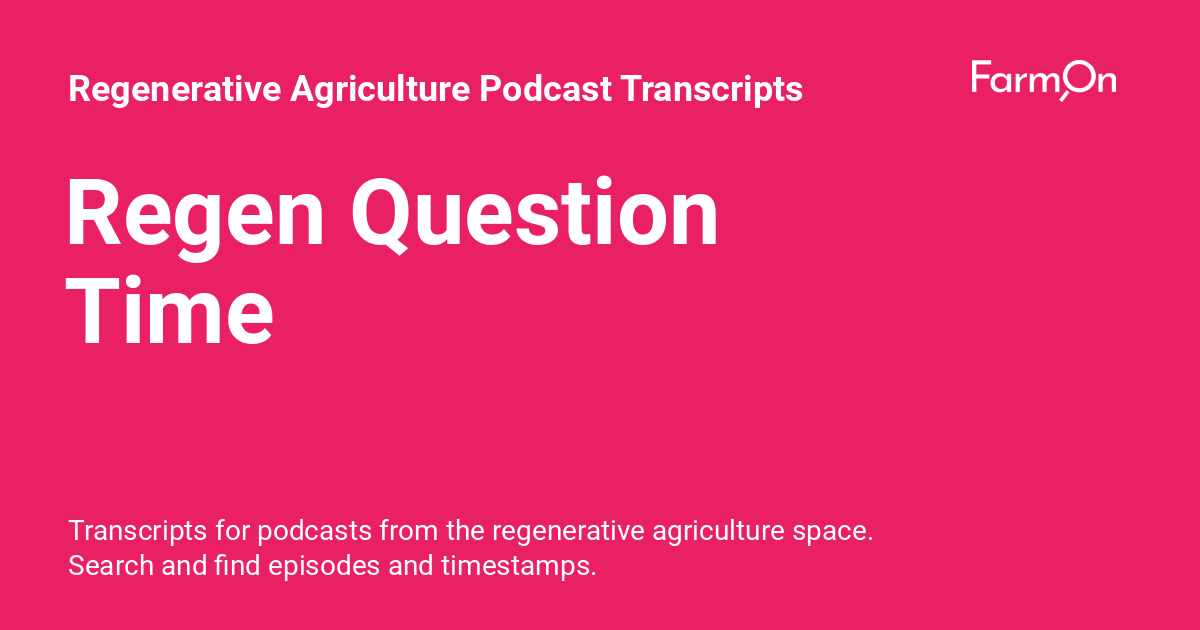 Regenerative Agriculture Podcast Transcripts
FarmOn
Regen Question
Time
Transcripts for podcasts from the regenerative agriculture space.
Search and find episodes and timestamps.